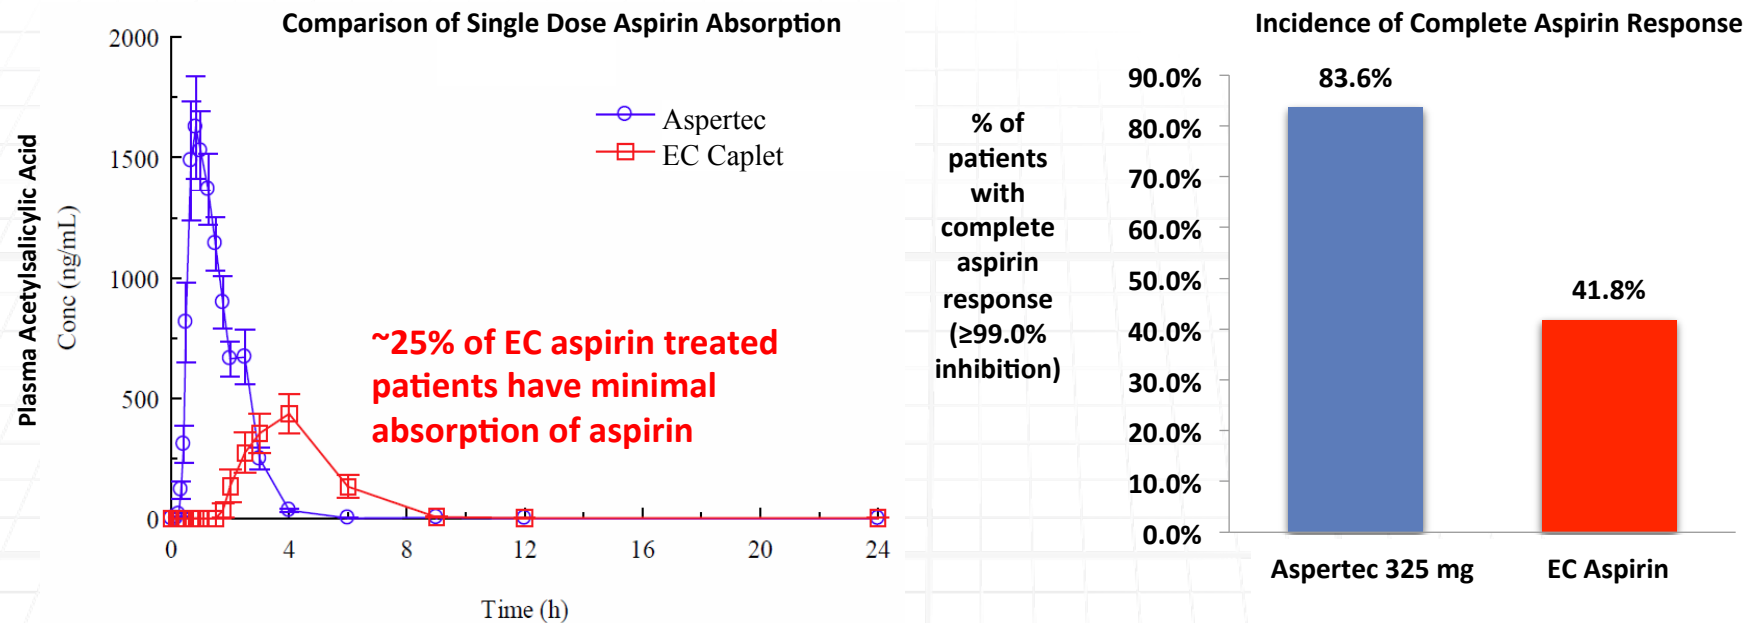 Comparison of Single Dose Aspirin Absorption
Plasma Acetylsalicylic Acid
Conc (ng/mL)
2000
1500
1000
500
0
Aspertec
EC Caplet
~25% of EC aspirin treated
patients have minimal
absorption of aspirin
0 4 8 12 16 20 24
Time (h)
Incidence of Complete Aspirin Response
% of
patients
with
complete
aspirin
response
(≥99.0%
inhibition)
90.0%
80.0%
70.0%
60.0%
50.0%
40.0%
30.0%
20.0%
10.0%
0.0%
83.6%
41.8%
Aspertec 325 mg
EC Aspirin